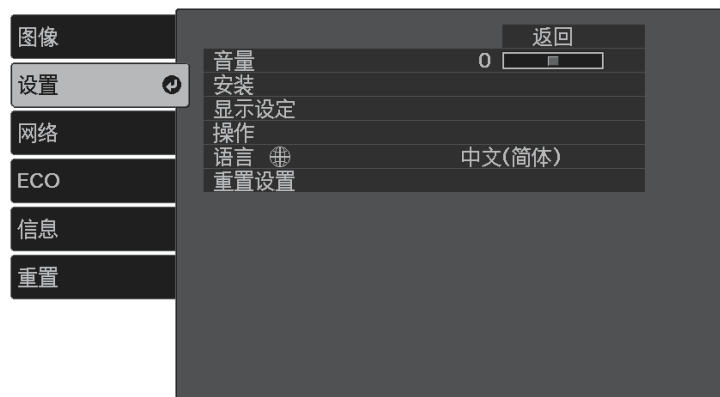 图像
设置
网络
ECO
信息
重置
返回
音量 0
安装
显示设定
操作
语言 中文(简体)
重置设置